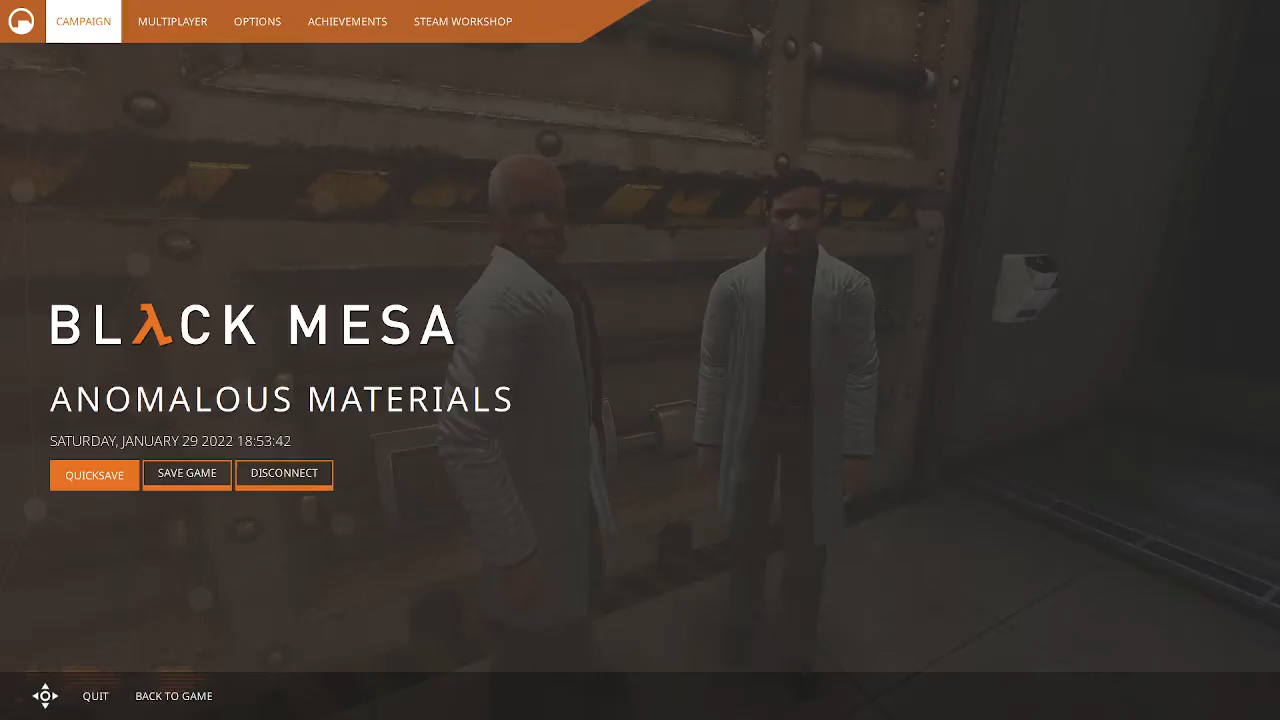 CAMPAIGN MULTIPLAYER OPTIONS ACHIEVEMENTS STEAM WORKSHOP
BLλCK MESA
ANOMALOUS MATERIALS
SATURDAY, JANUARY 29 2022 18:53:42
QUICKSAVE SAVE GAME DISCONNECT
QUIT BACK TO GAME